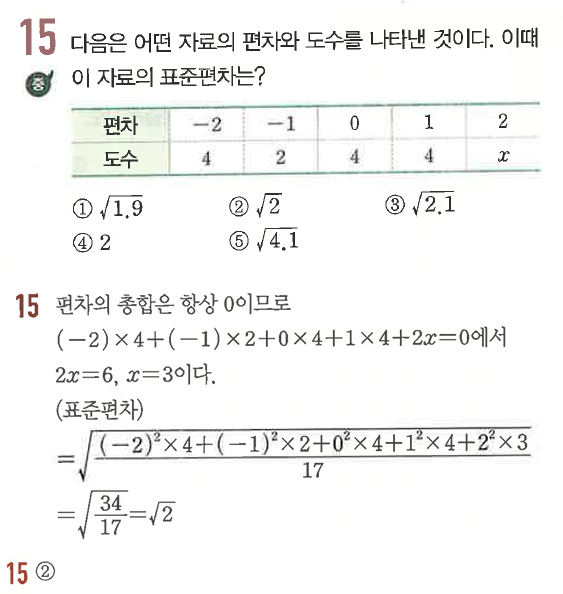 15 다음은 어떤 자료의 편차와 도수를 나타낸 것이다. 이때
중 이 자료의 표준편차는?
편차 −2 −1 0 1 2
도수 4 2 4 4 x
① √1.9 ② √2 ③ √2.1
④ 2 ⑤ √4.1
15 편차의 총합은 항상 0이므로
(−2)×4+(−1)×2+0×4+1×4+2x=0에서
2x=6, x=3이다.
(표준편차)
=√((−2)²×4+(−1)²×2+0²×4+1²×4+2²×3 / 17)
=√(34/17)=√2
15 ②